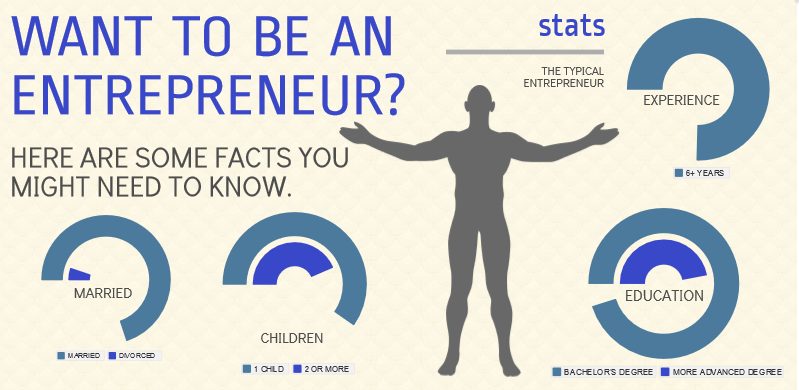 WANT TO BE AN
ENTREPRENEUR?
HERE ARE SOME FACTS YOU
MIGHT NEED TO KNOW.
stats
THE TYPICAL
ENTREPRENEUR
EXPERIENCE
6+ YEARS
MARRIED
MARRIED DIVORCED
CHILDREN
1 CHILD 2 OR MORE
EDUCATION
BACHELOR'S DEGREE MORE ADVANCED DEGREE